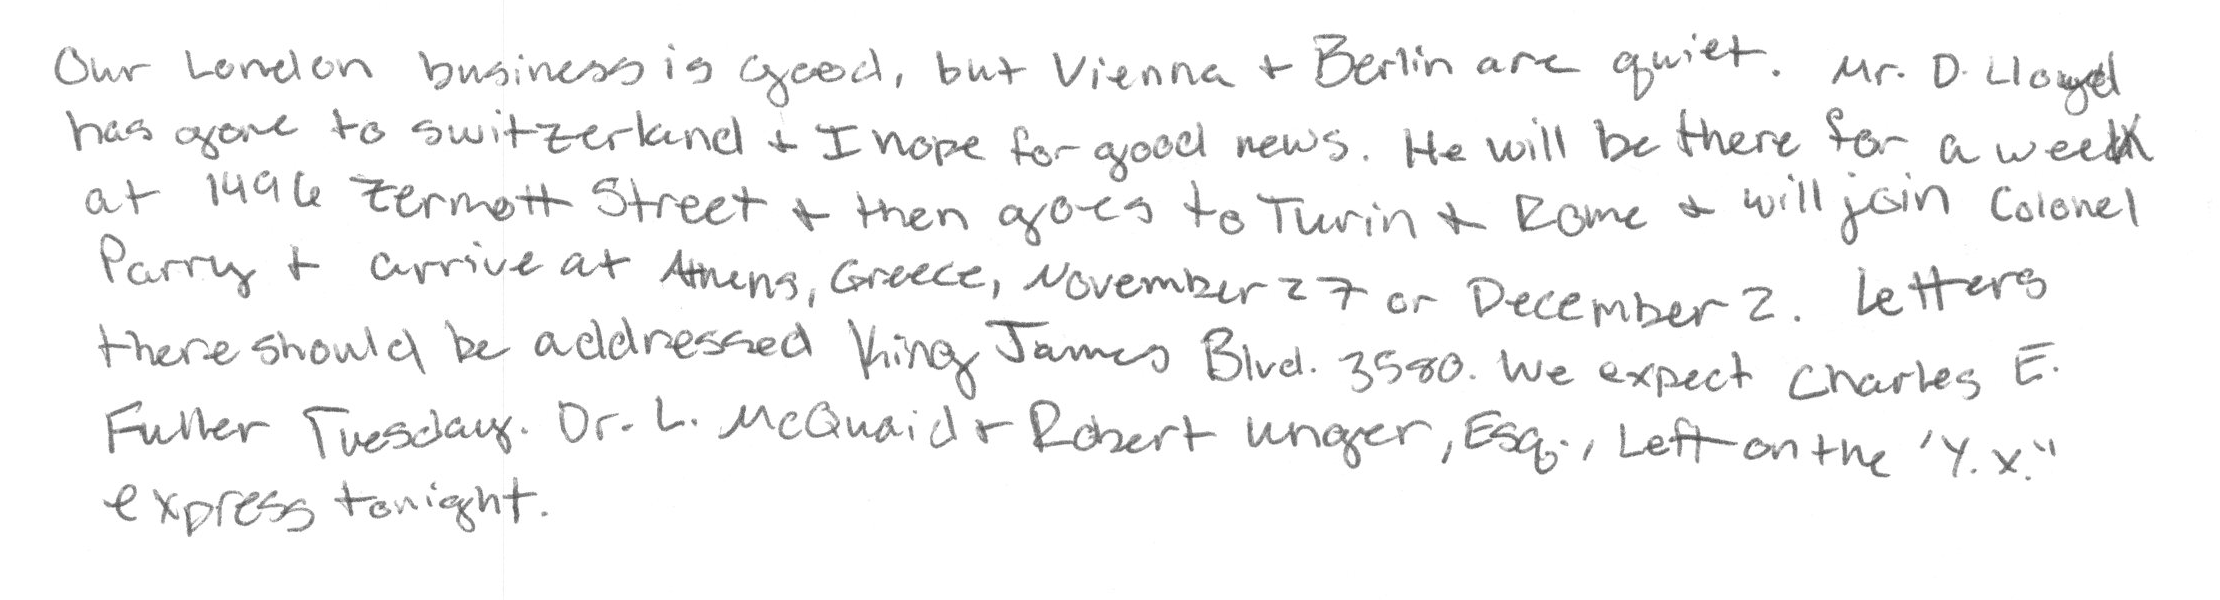 Our London business is good, but Vienna + Berlin are quiet. Mr. D. Lloyd
has gone to Switzerland + I hope for good news. He will be there for a week
at 1496 Zermott Street + then goes to Turin + Rome + will join Colonel
Parry + arrive at Athens, Greece, November 27 or December 2. Letters
there should be addressed King James Blvd. 3580. We expect Charles E.
Fuller Tuesday. Dr. L. McQuaid + Robert Unger, Esq., Left on the "Y.X."
express tonight.